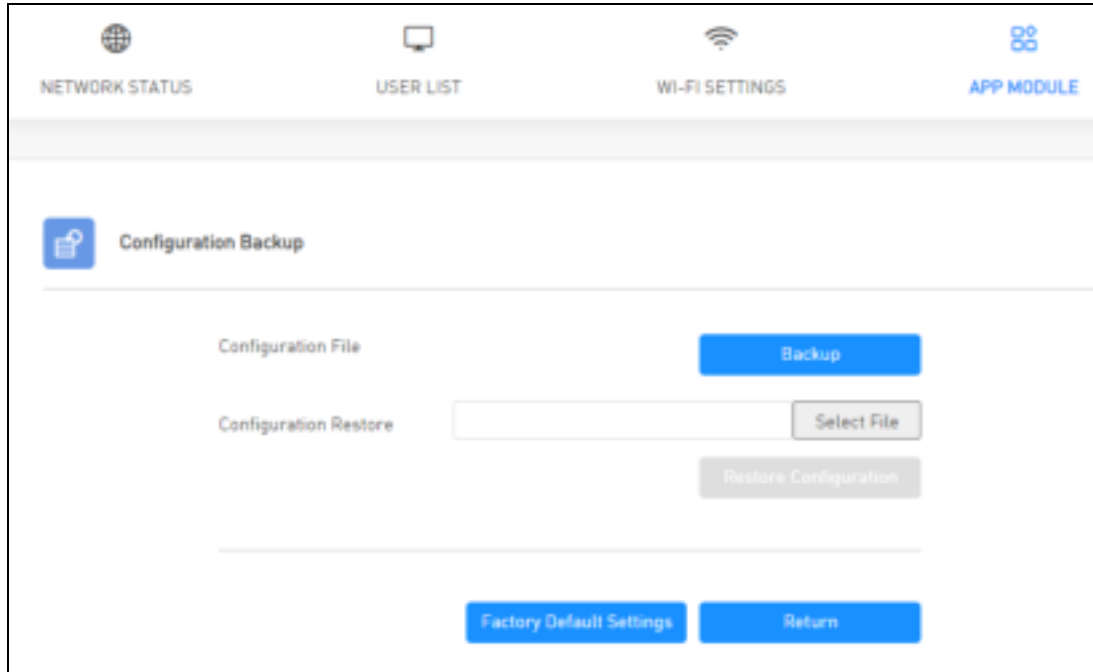 NETWORK STATUS
USER LIST
WI-FI SETTINGS
APP MODULE
Configuration Backup
Configuration File
Backup
Configuration Restore
Select File
Restore Configuration
Factory Default Settings
Return